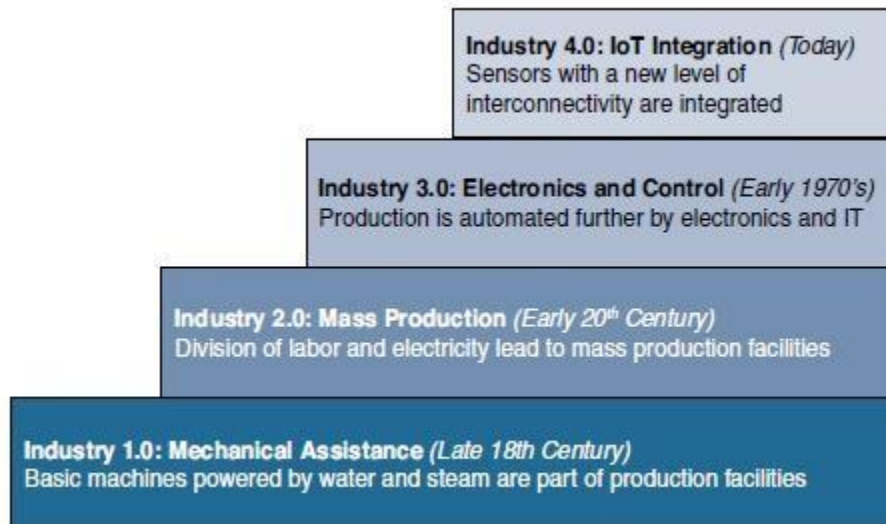 Industry 4.0: IoT Integration (Today)
Sensors with a new level of
interconnectivity are integrated
Industry 3.0: Electronics and Control (Early 1970's)
Production is automated further by electronics and IT
Industry 2.0: Mass Production (Early 20th Century)
Division of labor and electricity lead to mass production facilities
Industry 1.0: Mechanical Assistance (Late 18th Century)
Basic machines powered by water and steam are part of production facilities